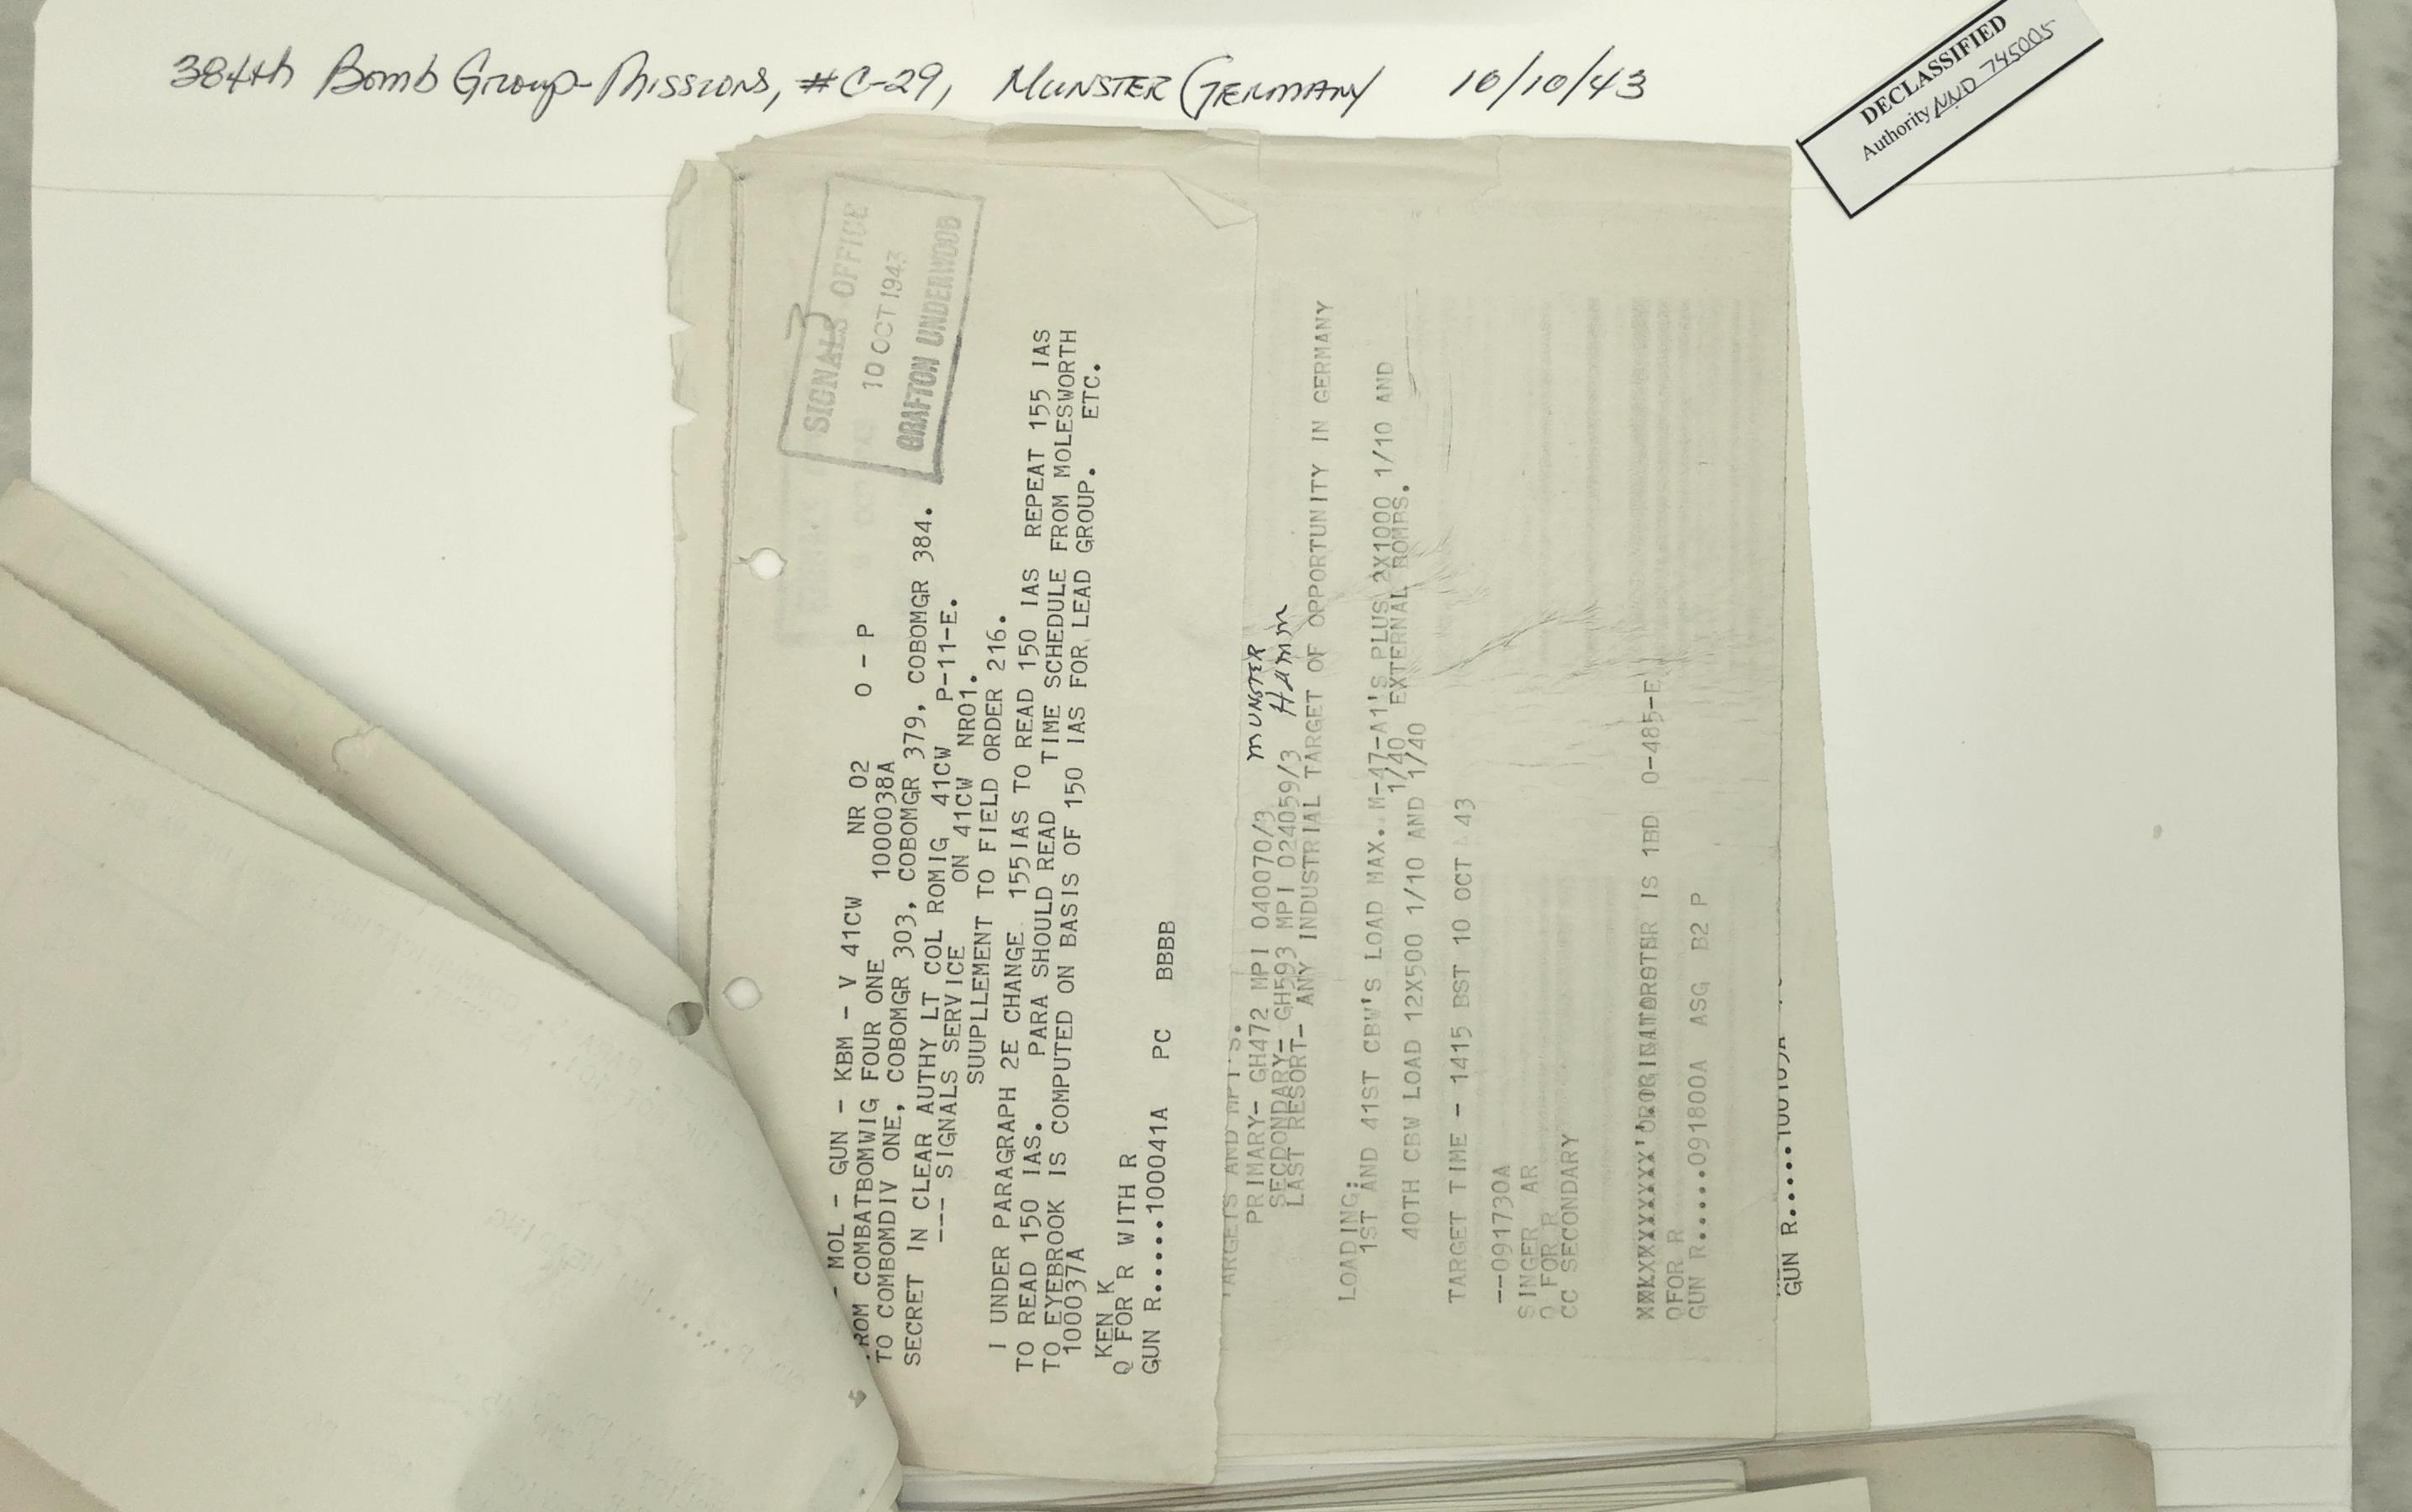 384th Bomb Group-Missions, #C-29, MUNSTER GERMANY 10/10/43
DECLASSIFIED
Authority NND 745005
3
SIGNALS OFFICE
10 OCT 1943
GRAFTON UNDERWOOD
MOL - GUN - KBM - V 41CW NR 02 O - P
ROM COMBATBOMWIG FOUR ONE 100038A
TO COMBOMDIV ONE, COBOMGR 303, COBOMGR 379, COBOMGR 384.
SECRET IN CLEAR AUTHY LT COL ROMIG 41CW P-11-E.
--- SIGNALS SERVICE ON 41CW NR01.
SUUPLEMENT TO FIELD ORDER 216.
I UNDER PARAGRAPH 2E CHANGE 155IAS TO READ 150 IAS REPEAT 155 IAS
TO READ 150 IAS. PARA SHOULD READ TIME SCHEDULE FROM MOLESWORTH
TO EYEBROOK IS COMPUTED ON BASIS OF 150 IAS FOR LEAD GROUP. ETC.
100037A
KEN K
Q FOR R WITH R
GUN R.....100041A PC BBBB
TARGETS AND MPI'S.
PRIMARY- GH472 MPI 040070/3 MUNSTER
SECDONDARY- GH593 MPI 024059/3 Hamm
LAST RESORT- ANY INDUSTRIAL TARGET OF OPPORTUNITY IN GERMANY
LOADING:
1ST AND 41ST CBW'S LOAD MAX. M-47-A1'S PLUS 2X1000 1/10 AND
1/40 EXTERNAL BOMBS.
40TH CBW LOAD 12X500 1/10 AND 1/40
TARGET TIME - 1415 BST 10 OCT 43
--091730A
SINGER AR
Q FOR R
CC SECONDARY
IS 1BD 0-485-E
QFOR R
GUN R.....091800A ASG B2 P
GUN R.....100105A